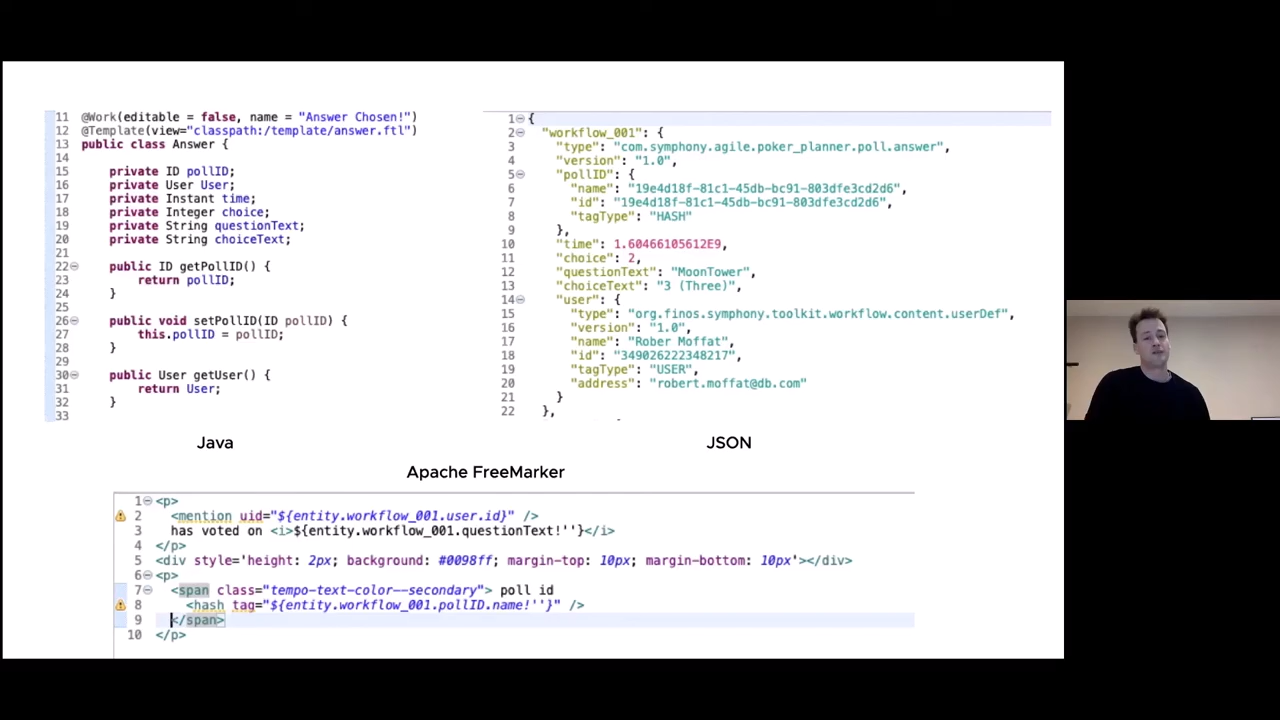 11 @Work(editable = false, name = "Answer Chosen!")
12 @Template(view="classpath:/template/answer.ftl")
13 public class Answer {
14
15 private ID pollID;
16 private User User;
17 private Instant time;
18 private Integer choice;
19 private String questionText;
20 private String choiceText;
21
22 public ID getPollID() {
23 return pollID;
24 }
25
26 public void setPollID(ID pollID) {
27 this.pollID = pollID;
28 }
29
30 public User getUser() {
31 return User;
32 }
33
Java
1 {
2 "workflow_001": {
3 "type": "com.symphony.agile.poker_planner.poll.answer",
4 "version": "1.0",
5 "pollID": {
6 "name": "19e4d18f-81c1-45db-bc91-803dfe3cd2d6",
7 "id": "19e4d18f-81c1-45db-bc91-803dfe3cd2d6",
8 "tagType": "HASH"
9 },
10 "time": 1.60466105612E9,
11 "choice": 2,
12 "questionText": "MoonTower",
13 "choiceText": "3 (Three)",
14 "user": {
15 "type": "org.finos.symphony.toolkit.workflow.content.userDef",
16 "version": "1.0",
17 "name": "Rober Moffat",
18 "id": "349026222348217",
19 "tagType": "USER",
20 "address": "robert.moffat@db.com"
21 }
22 },
JSON
Apache FreeMarker
1 <p>
2 <mention uid="${entity.workflow_001.user.id}" />
3 has voted on <i>${entity.workflow_001.questionText!''}</i>
4 </p>
5 <div style='height: 2px; background: #0098ff; margin-top: 10px; margin-bottom: 10px'></div>
6 <p>
7 <span class="tempo-text-color--secondary"> poll id
8 <hash tag="${entity.workflow_001.pollID.name!''}" />
9 </span>
10 </p>